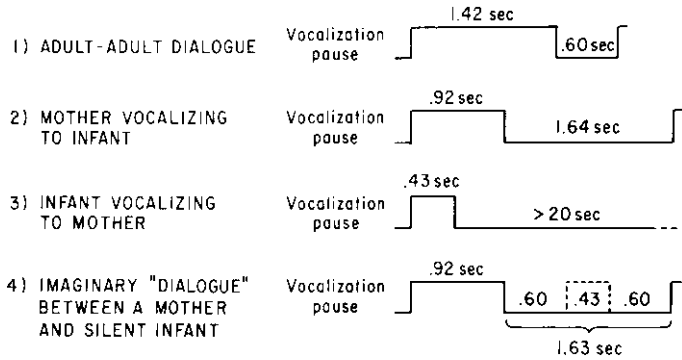 1.42 sec
1) ADULT-ADULT DIALOGUE
Vocalization
pause
.60 sec
.92 sec
2) MOTHER VOCALIZING
TO INFANT
Vocalization
pause
1.64 sec
.43 sec
3) INFANT VOCALIZING
TO MOTHER
Vocalization
pause
> 20 sec
.92 sec
4) IMAGINARY "DIALOGUE"
BETWEEN A MOTHER
AND SILENT INFANT
Vocalization
pause
.60 .43 .60
1.63 sec